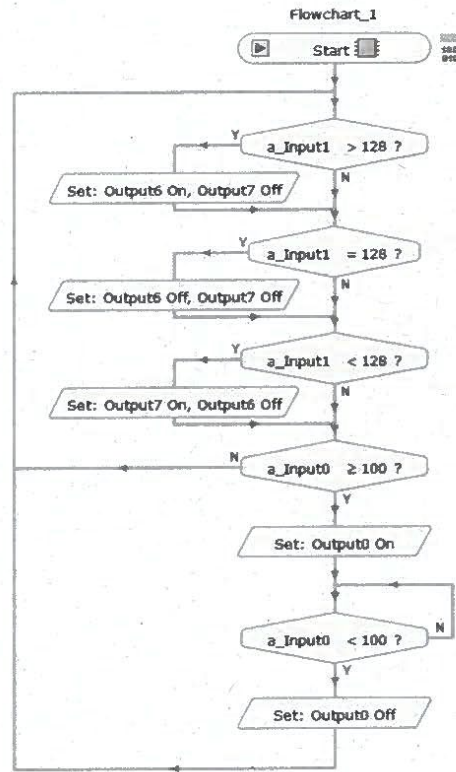 Flowchart_1
Start
Y
a_Input1 > 128 ?
Set: Output6 On, Output7 Off
N
Y
a_Input1 = 128 ?
Set: Output6 Off, Output7 Off
N
Y
a_Input1 < 128 ?
Set: Output7 On, Output6 Off
N
N
a_Input0 ≥ 100 ?
Y
Set: Output0 On
a_Input0 < 100 ?
N
Y
Set: Output0 Off